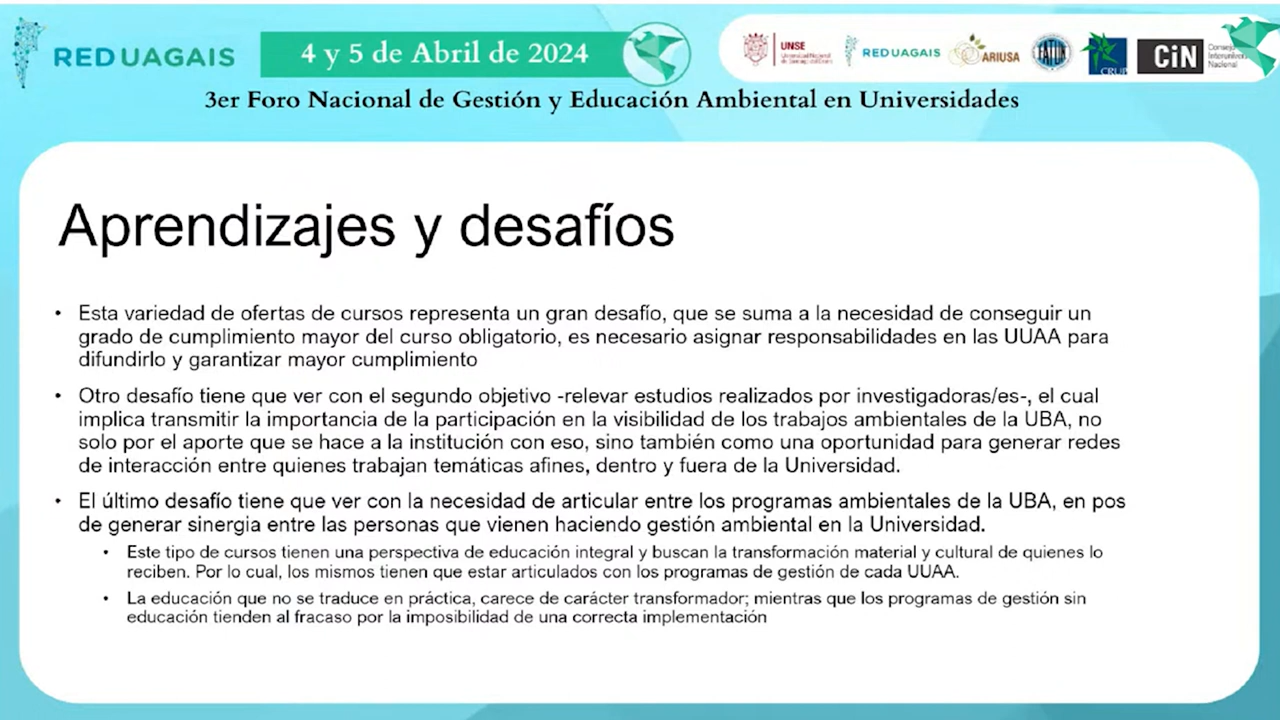 RED UAGAIS
4 y 5 de Abril de 2024
UNSE
RED UAGAIS
ARIUSA
FATUN
CRUP
CiN
Consejo
Nacional
3er Foro Nacional de Gestión y Educación Ambiental en Universidades
Aprendizajes y desafíos
• Esta variedad de ofertas de cursos representa un gran desafío, que se suma a la necesidad de conseguir un
grado de cumplimiento mayor del curso obligatorio, es necesario asignar responsabilidades en las UUAA para
difundirlo y garantizar mayor cumplimiento
• Otro desafío tiene que ver con el segundo objetivo -relevar estudios realizados por investigadoras/es-, el cual
implica transmitir la importancia de la participación en la visibilidad de los trabajos ambientales de la UBA, no
solo por el aporte que se hace a la institución con eso, sino también como una oportunidad para generar redes
de interacción entre quienes trabajan temáticas afines, dentro y fuera de la Universidad.
• El último desafío tiene que ver con la necesidad de articular entre los programas ambientales de la UBA, en pos
de generar sinergia entre las personas que vienen haciendo gestión ambiental en la Universidad.
• Este tipo de cursos tienen una perspectiva de educación integral y buscan la transformación material y cultural de quienes lo
reciben. Por lo cual, los mismos tienen que estar articulados con los programas de gestión de cada UUAA.
• La educación que no se traduce en práctica, carece de carácter transformador; mientras que los programas de gestión sin
educación tienden al fracaso por la imposibilidad de una correcta implementación